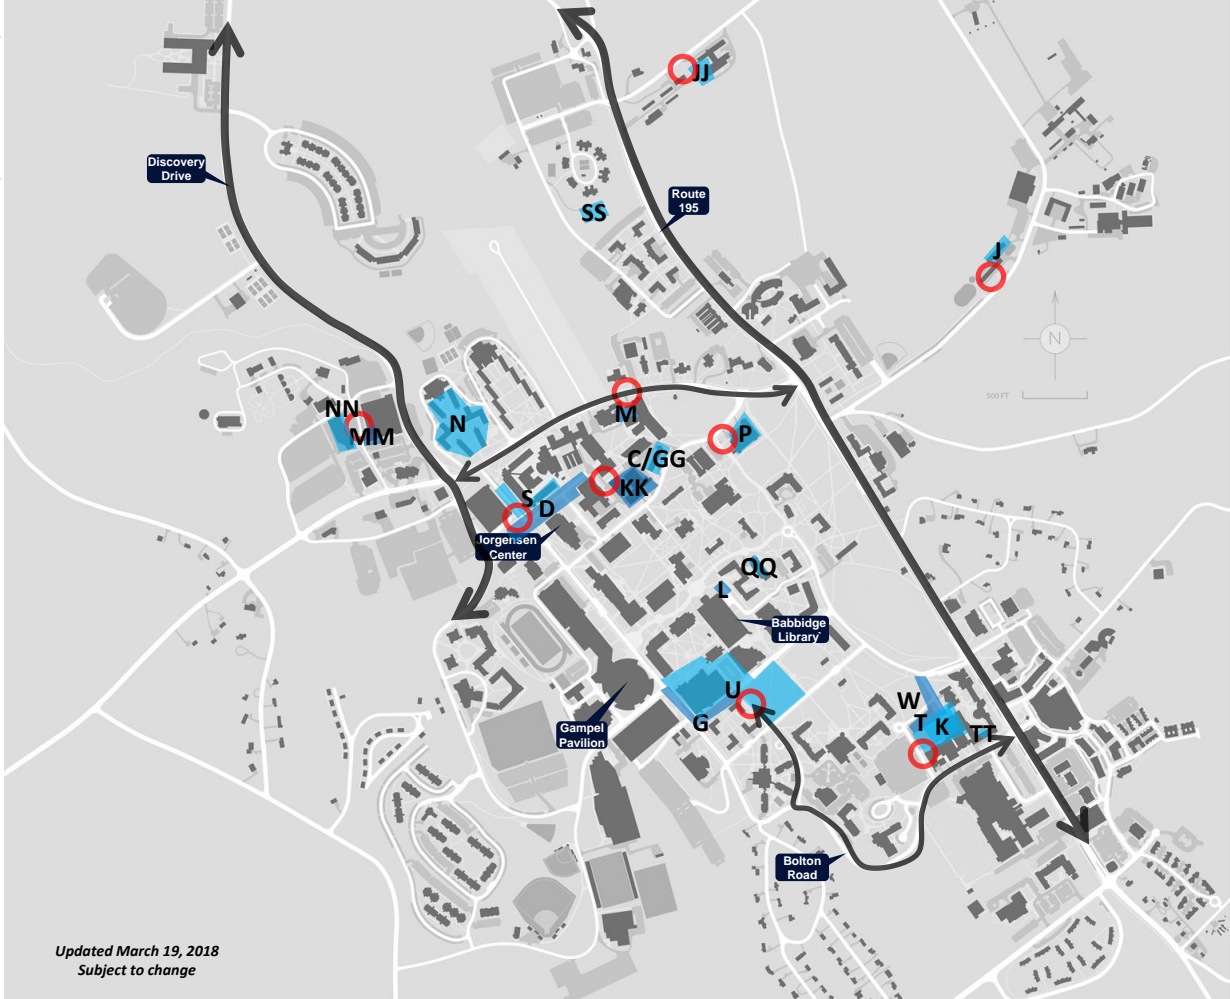 JJ
Discovery
Drive
Route
195
SS
J
N
500 FT
NN
MM
N
M
P
C/GG
KK
S
D
Jorgensen
Center
QQ
L
Babbidge
Library
U
G
W
T
K
TT
Gampel
Pavilion
Bolton
Road
Updated March 19, 2018
Subject to change